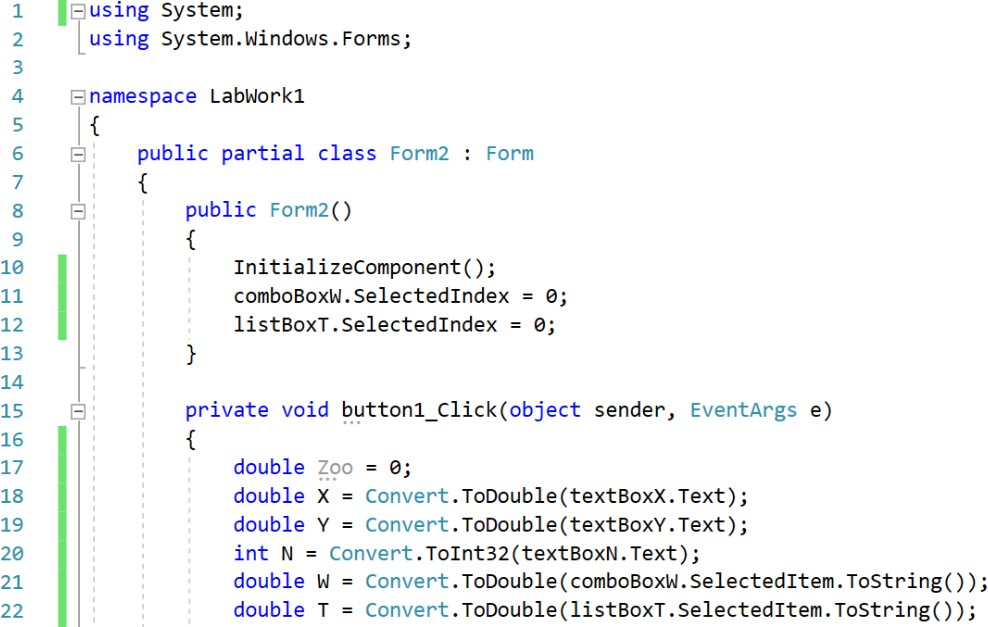 1 using System;
2 using System.Windows.Forms;
3
4 namespace LabWork1
5 {
6     public partial class Form2 : Form
7     {
8         public Form2()
9         {
10             InitializeComponent();
11             comboBoxW.SelectedIndex = 0;
12             listBoxT.SelectedIndex = 0;
13         }
14
15         private void button1_Click(object sender, EventArgs e)
16         {
17             double Zoo = 0;
18             double X = Convert.ToDouble(textBoxX.Text);
19             double Y = Convert.ToDouble(textBoxY.Text);
20             int N = Convert.ToInt32(textBoxN.Text);
21             double W = Convert.ToDouble(comboBoxW.SelectedItem.ToString());
22             double T = Convert.ToDouble(listBoxT.SelectedItem.ToString());